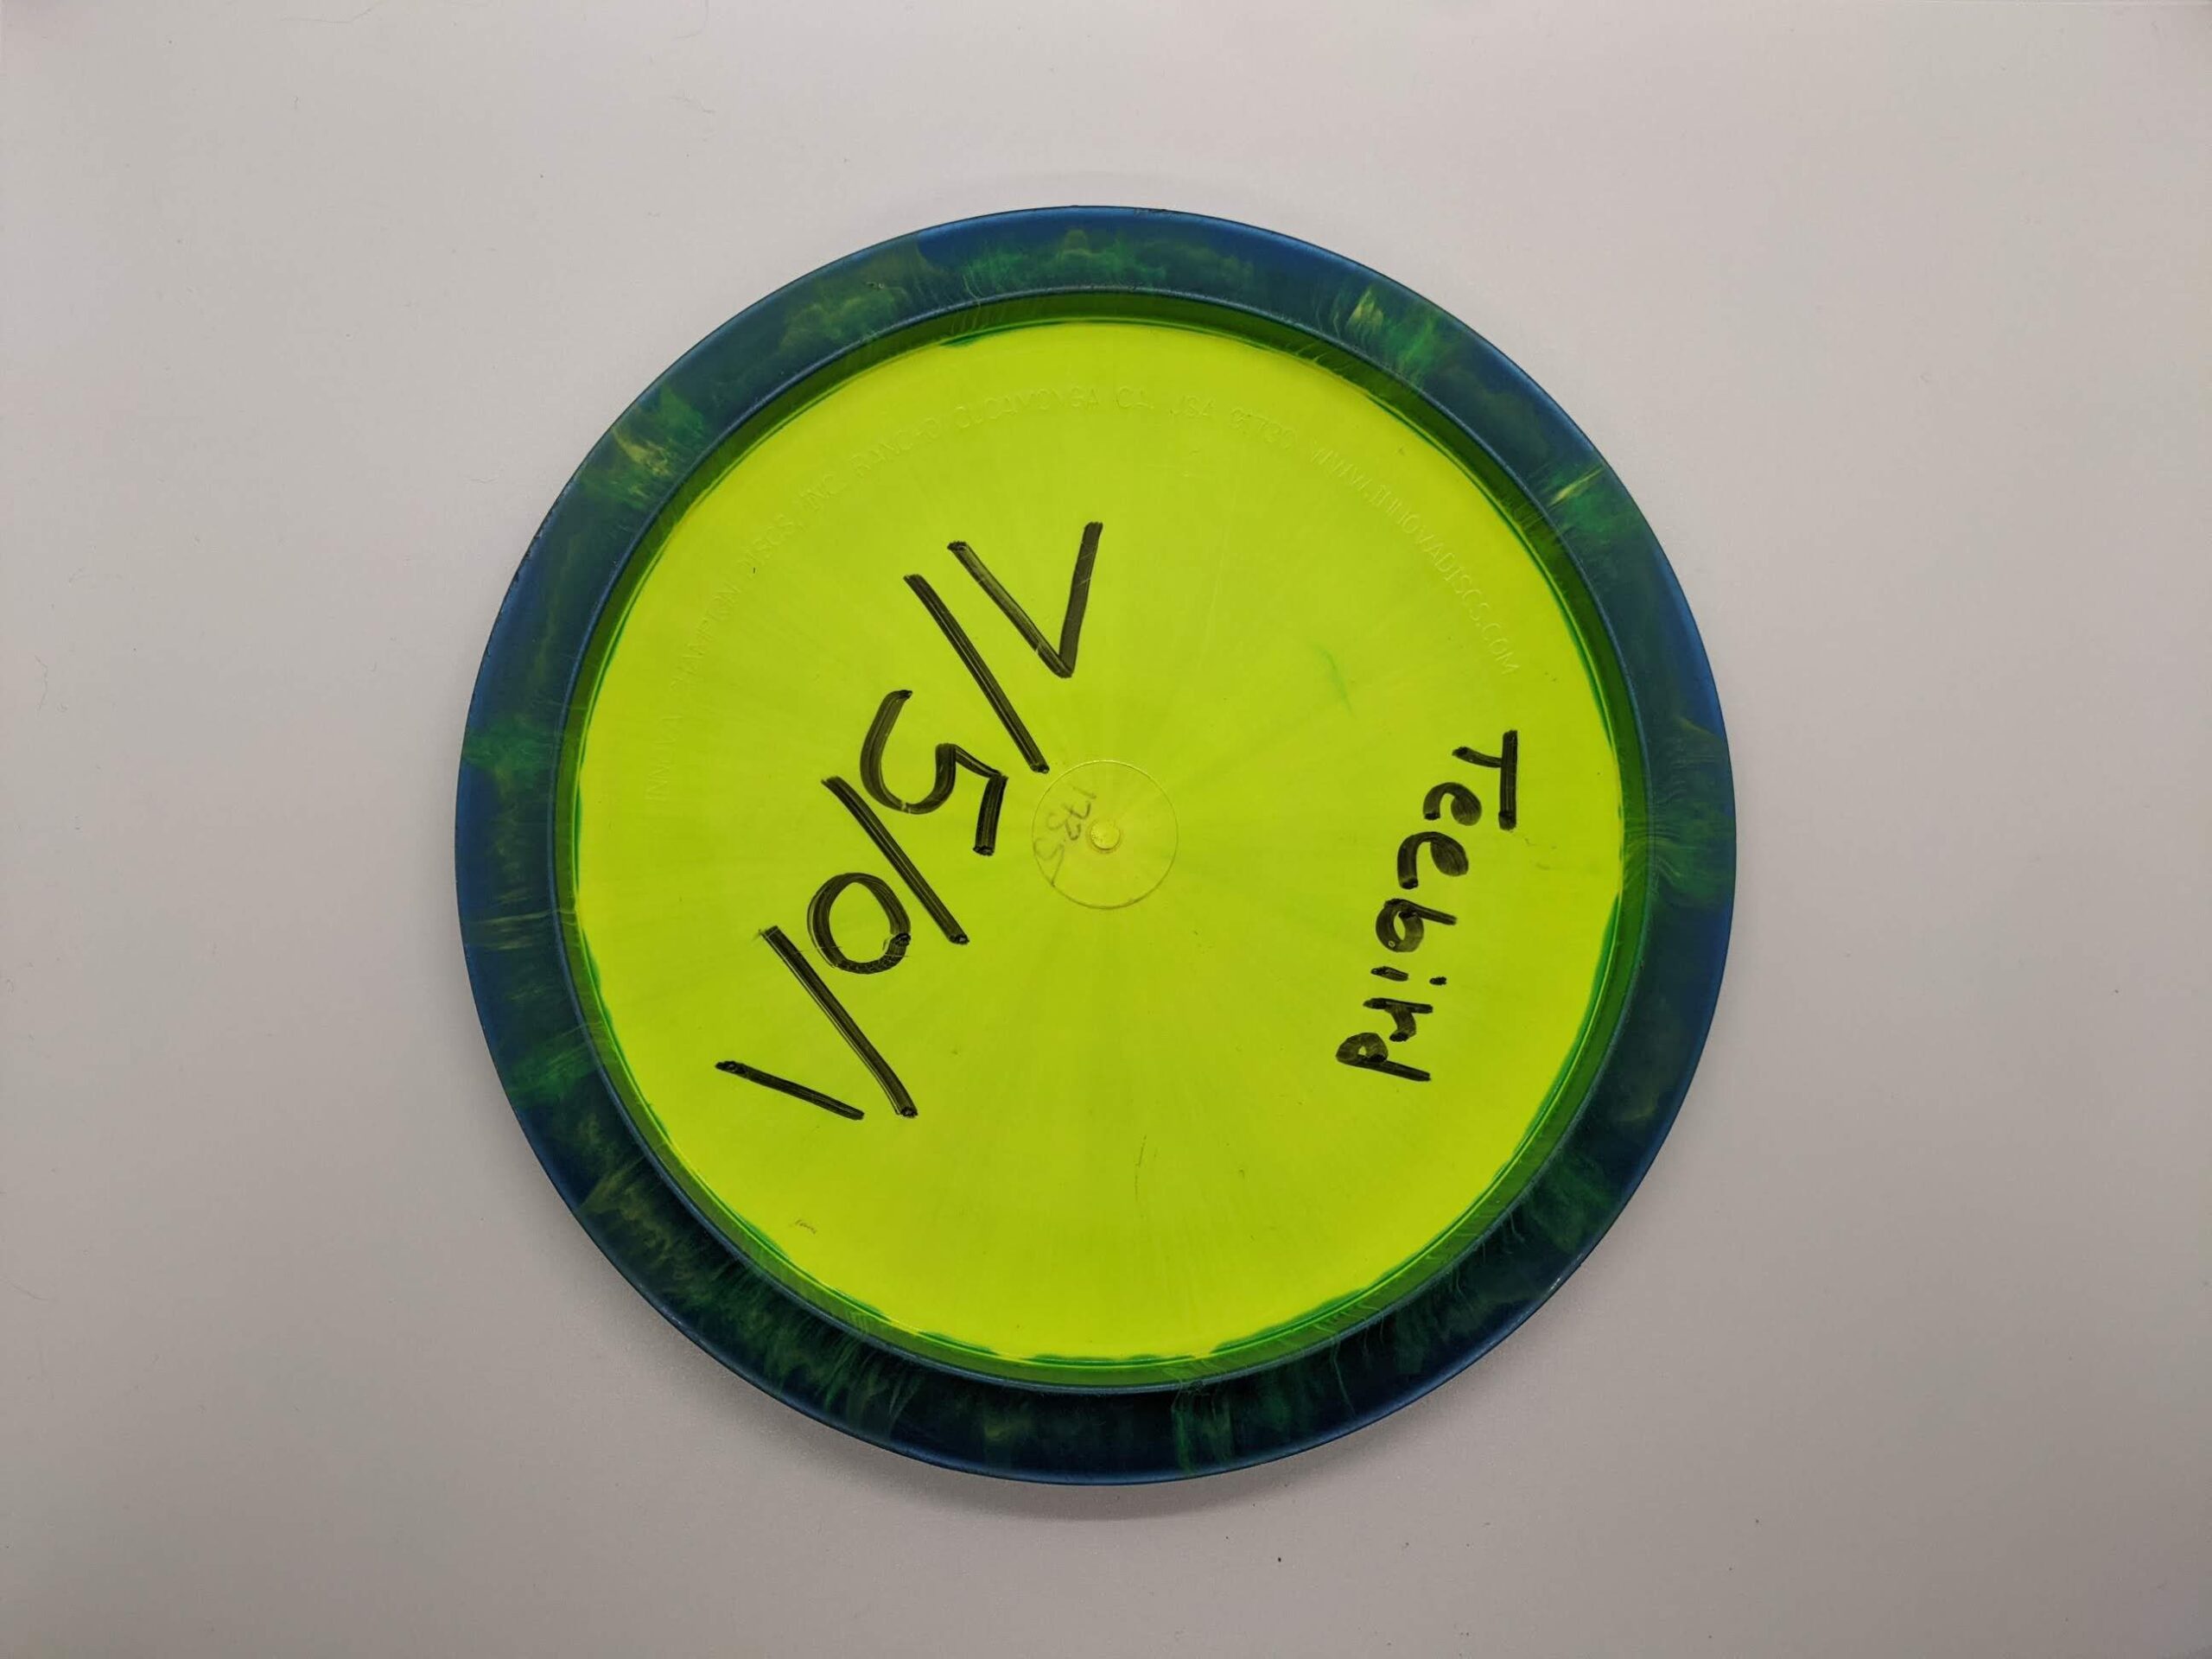 INNOVA CHAMPION DISCS, INC. RANCHO CUCAMONGA CA. USA 91730 WWW.INNOVADISCS.COM
Teebird
7/5/0/1